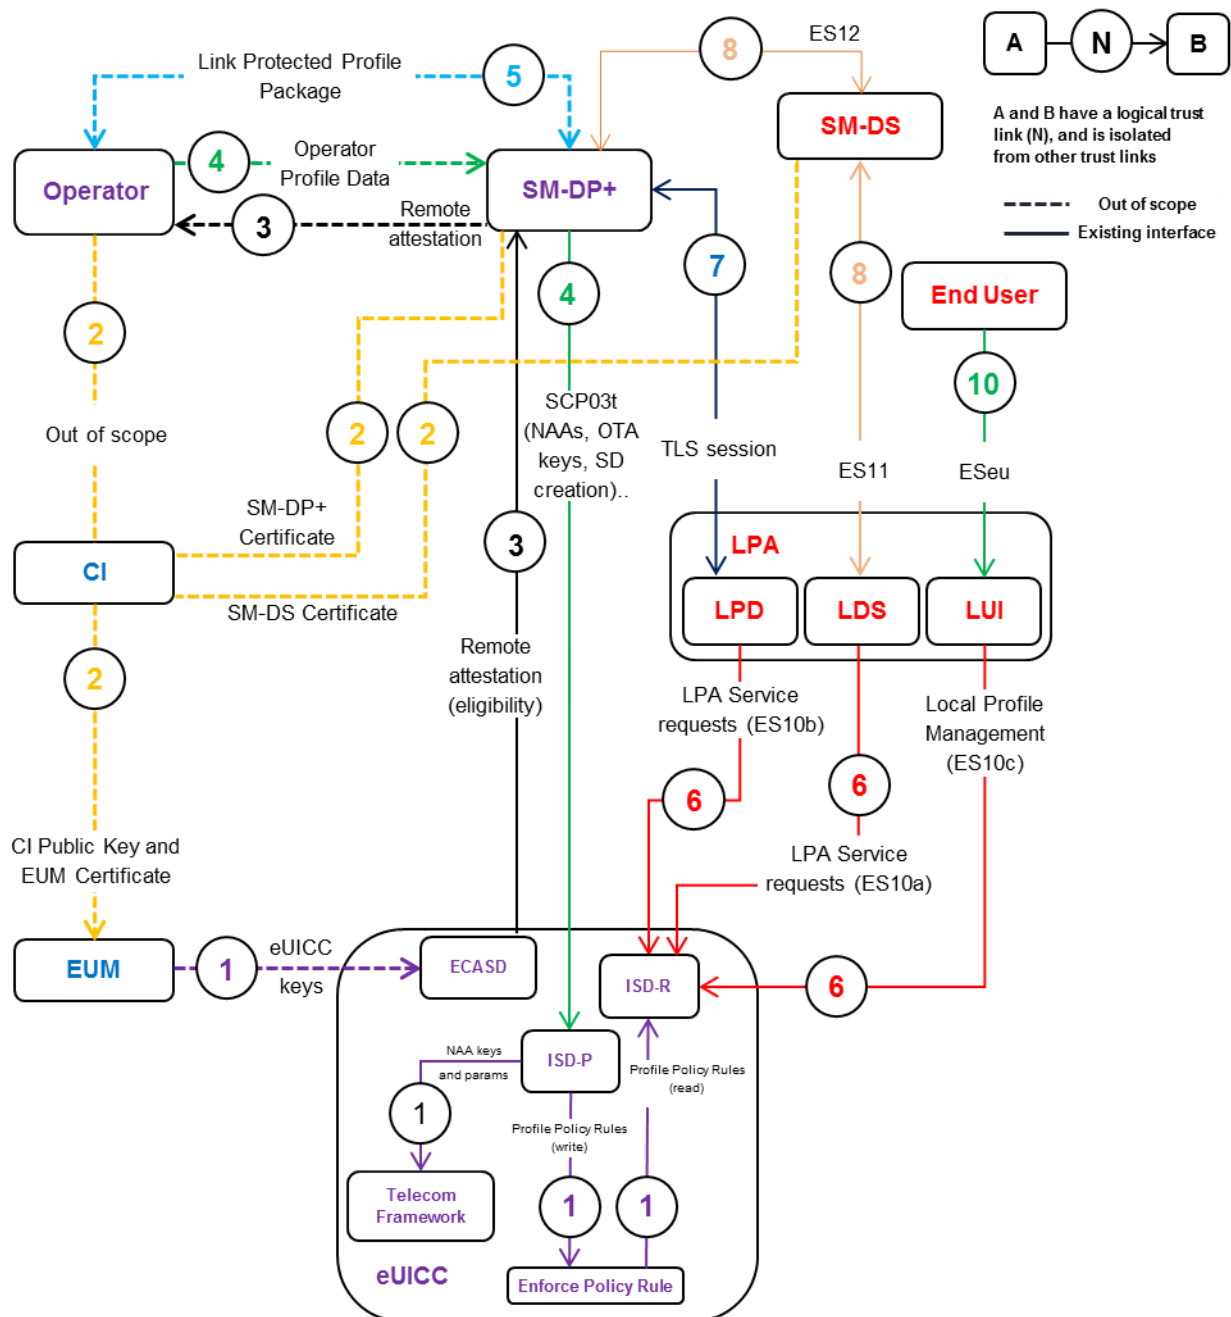 ES12
8
A
N
B
Link Protected Profile
Package
5
SM-DS
A and B have a logical trust
link (N), and is isolated
from other trust links
4
Operator
Profile Data
Operator
SM-DP+
Out of scope
Existing interface
3
Remote
attestation
7
8
End User
4
2
10
SCP03t
(NAAs, OTA
keys, SD
creation)..
2
2
Out of scope
TLS session
ES11
ESeu
SM-DP+
Certificate
3
LPA
CI
SM-DS Certificate
LPD
LDS
LUI
2
Remote
attestation
(eligibility)
LPA Service
requests (ES10b)
Local Profile
Management
(ES10c)
6
6
CI Public Key and
EUM Certificate
LPA Service
requests (ES10a)
EUM
1
eUICC
keys
ECASD
ISD-R
6
NAA keys
and params
ISD-P
Profile Policy Rules
(read)
1
Profile Policy Rules
(write)
Telecom
Framework
1
1
eUICC
Enforce Policy Rule